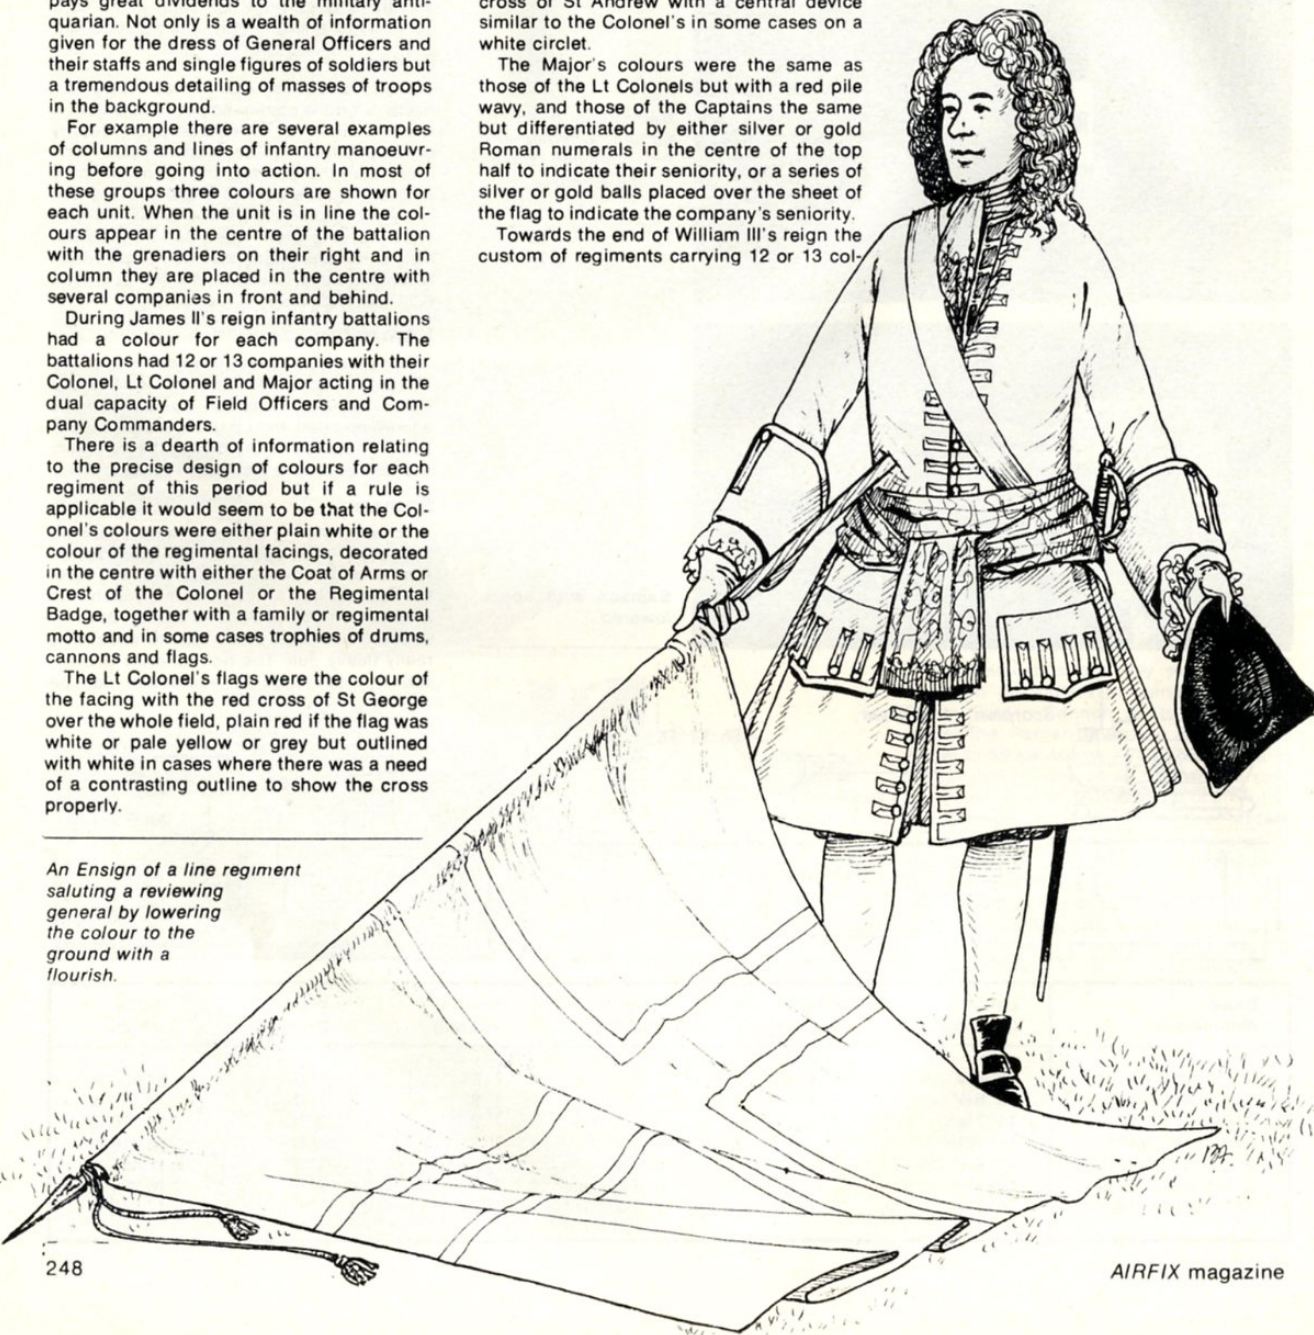 pays great dividends to the military anti-
quarian. Not only is a wealth of information
given for the dress of General Officers and
their staffs and single figures of soldiers but
a tremendous detailing of masses of troops
in the background.
For example there are several examples
of columns and lines of infantry manoeuvr-
ing before going into action. In most of
these groups three colours are shown for
each unit. When the unit is in line the col-
ours appear in the centre of the battalion
with the grenadiers on their right and in
column they are placed in the centre with
several companies in front and behind.
During James II's reign infantry battalions
had a colour for each company. The
battalions had 12 or 13 companies with their
Colonel, Lt Colonel and Major acting in the
dual capacity of Field Officers and Com-
pany Commanders.
There is a dearth of information relating
to the precise design of colours for each
regiment of this period but if a rule is
applicable it would seem to be that the Col-
onel's colours were either plain white or the
colour of the regimental facings, decorated
in the centre with either the Coat of Arms or
Crest of the Colonel or the Regimental
Badge, together with a family or regimental
motto and in some cases trophies of drums,
cannons and flags.
The Lt Colonel's flags were the colour of
the facing with the red cross of St George
over the whole field, plain red if the flag was
white or pale yellow or grey but outlined
with white in cases where there was a need
of a contrasting outline to show the cross
properly.
cross of St Andrew with a central device
similar to the Colonel's in some cases on a
white circlet.
The Major's colours were the same as
those of the Lt Colonels but with a red pile
wavy, and those of the Captains the same
but differentiated by either silver or gold
Roman numerals in the centre of the top
half to indicate their seniority, or a series of
silver or gold balls placed over the sheet of
the flag to indicate the company's seniority.
Towards the end of William III's reign the
custom of regiments carrying 12 or 13 col-
An Ensign of a line regiment
saluting a reviewing
general by lowering
the colour to the
ground with a
flourish.
248
AIRFIX magazine